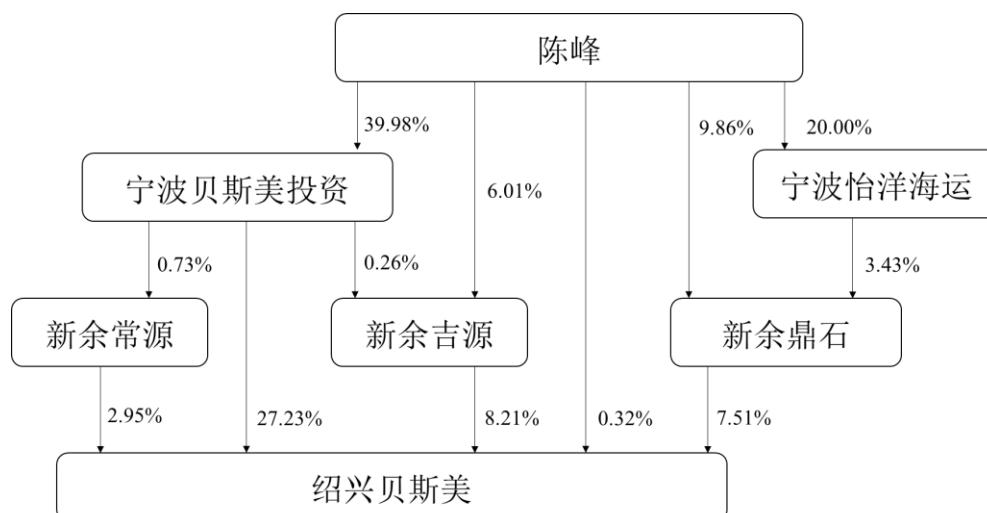 陈峰
39.98%
9.86%
20.00%
宁波贝斯美投资
6.01%
宁波怡洋海运
0.73%
0.26%
3.43%
新余常源
新余吉源
新余鼎石
2.95%
27.23%
8.21%
0.32%
7.51%
绍兴贝斯美